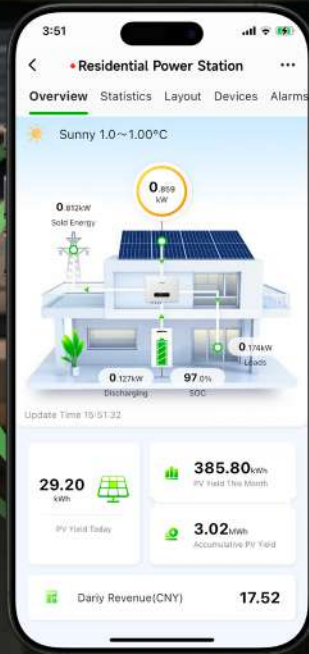 3:51
Residential Power Station
Overview Statistics Layout Devices Alarms
Sunny 1.0~1.00°C
0.859
kW
0.812kW
Sold Energy
0.174kW
Loads
0.127kW
Discharging
97.0%
SOC
Update Time 15:51:32
29.20
kWh
PV Yield Today
385.80kWh
PV Yield This Month
3.02MWh
Accumulative PV Yield
Dariy Revenue(CNY) 17.52